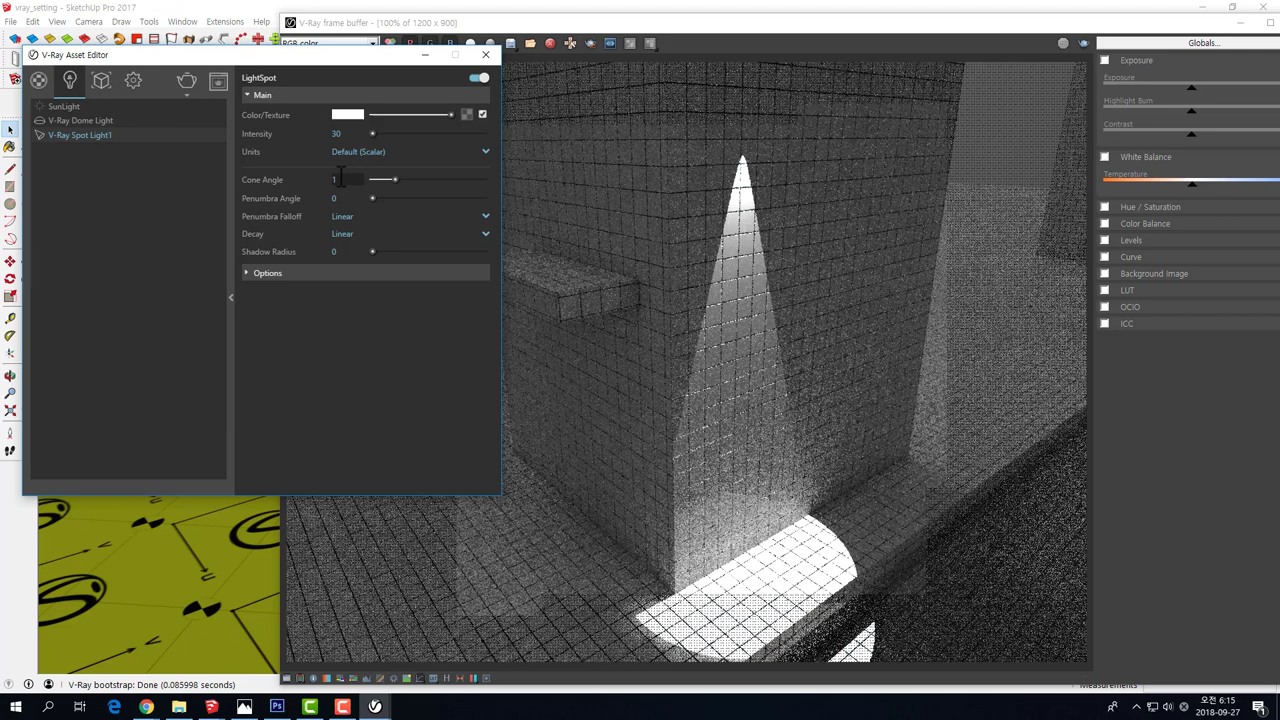 vray_setting - SketchUp Pro 2017
File Edit View Camera Draw Tools Window Extensions Help
V-Ray frame buffer - [100% of 1200 x 900]
RGB color
V-Ray Asset Editor
SunLight
V-Ray Dome Light
V-Ray Spot Light1
LightSpot
Main
Color/Texture
Intensity 30
Units Default (Scalar)
Cone Angle 1
Penumbra Angle 0
Penumbra Falloff Linear
Decay Linear
Shadow Radius 0
Options
Globals...
Exposure
Exposure
Highlight Burn
Contrast
White Balance
Temperature
Hue / Saturation
Color Balance
Levels
Curve
Background Image
LUT
OCIO
ICC
V-Ray bootstrap: Done (0.085998 seconds)
Measurements
오전 6:15
2018-09-27